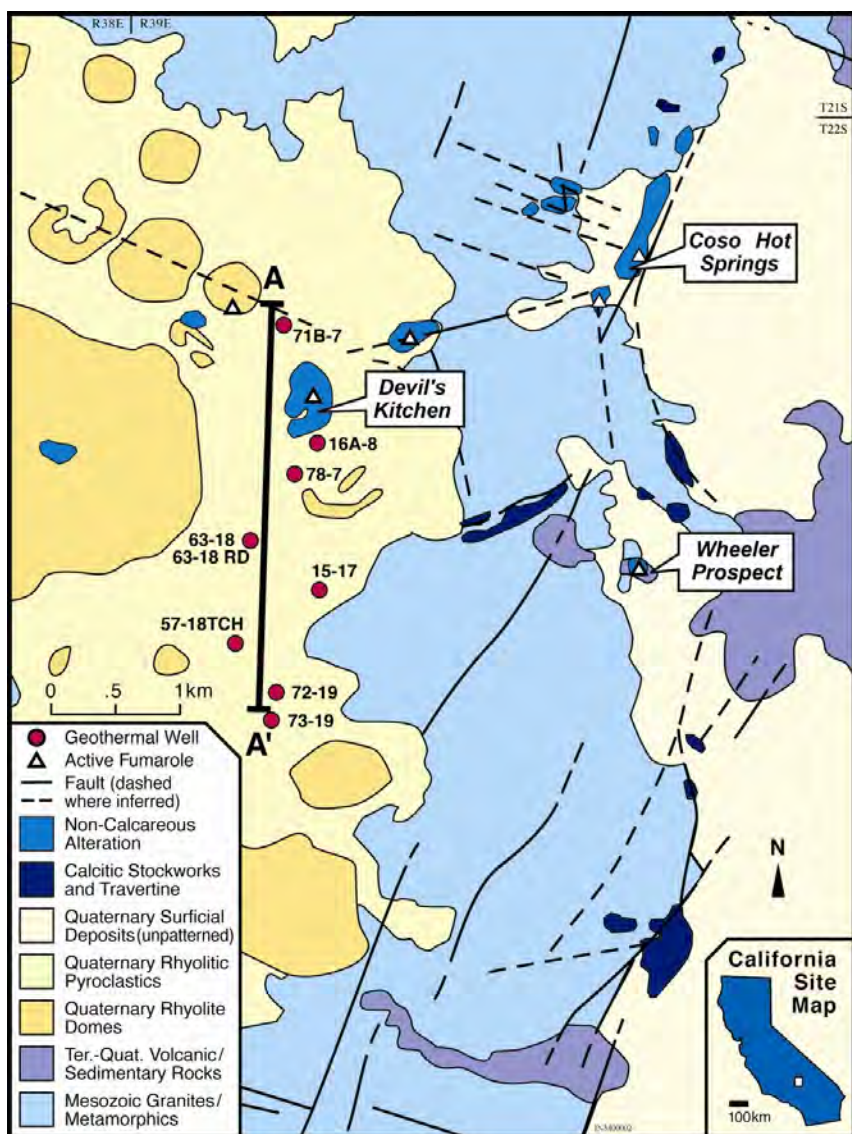 R38E R39E
T21S
T22S
Coso Hot
Springs
A
71B-7
Devil's
Kitchen
16A-8
78-7
63-18
63-18 RD
15-17
Wheeler
Prospect
57-18TCH
0 .5 1km
72-19
73-19
A'
Geothermal Well
Active Fumarole
Fault (dashed
where inferred)
Non-Calcareous
Alteration
Calcitic Stockworks
and Travertine
Quaternary Surficial
Deposits (unpatterned)
Quaternary Rhyolitic
Pyroclastics
Quaternary Rhyolite
Domes
Ter.-Quat. Volcanic/
Sedimentary Rocks
Mesozoic Granites/
Metamorphics
N
California
Site
Map
100km